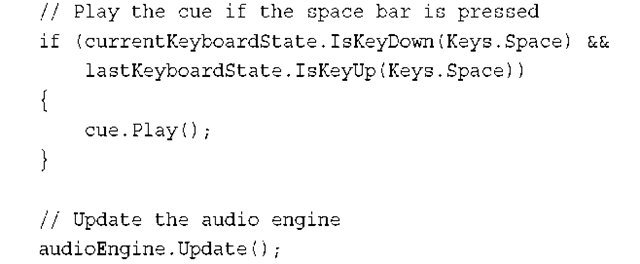 // Play the cue if the space bar is pressed
if (currentKeyboardState.IsKeyDown(Keys.Space) &&
    lastKeyboardState.IsKeyUp(Keys.Space))
{
    cue.Play();
}

// Update the audio engine
audioEngine.Update();